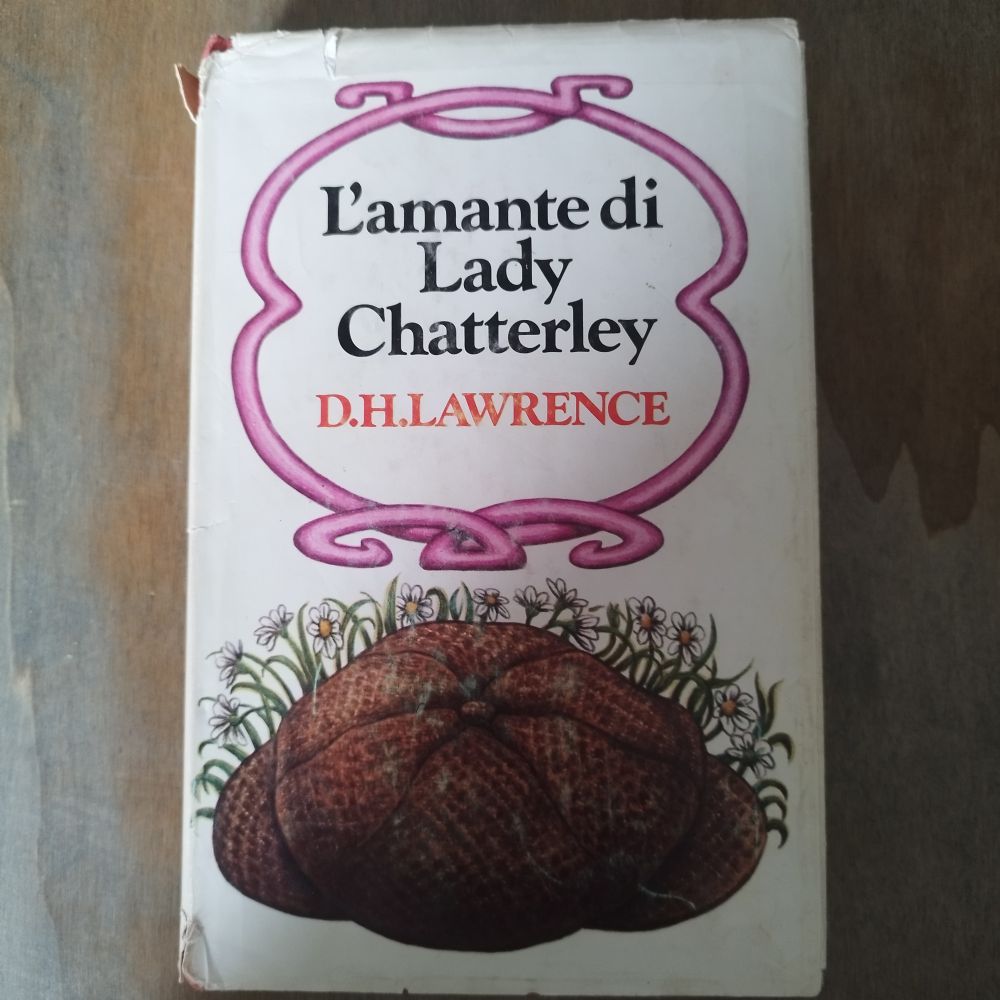 L'amante di
Lady
Chatterley
D.H.LAWRENCE